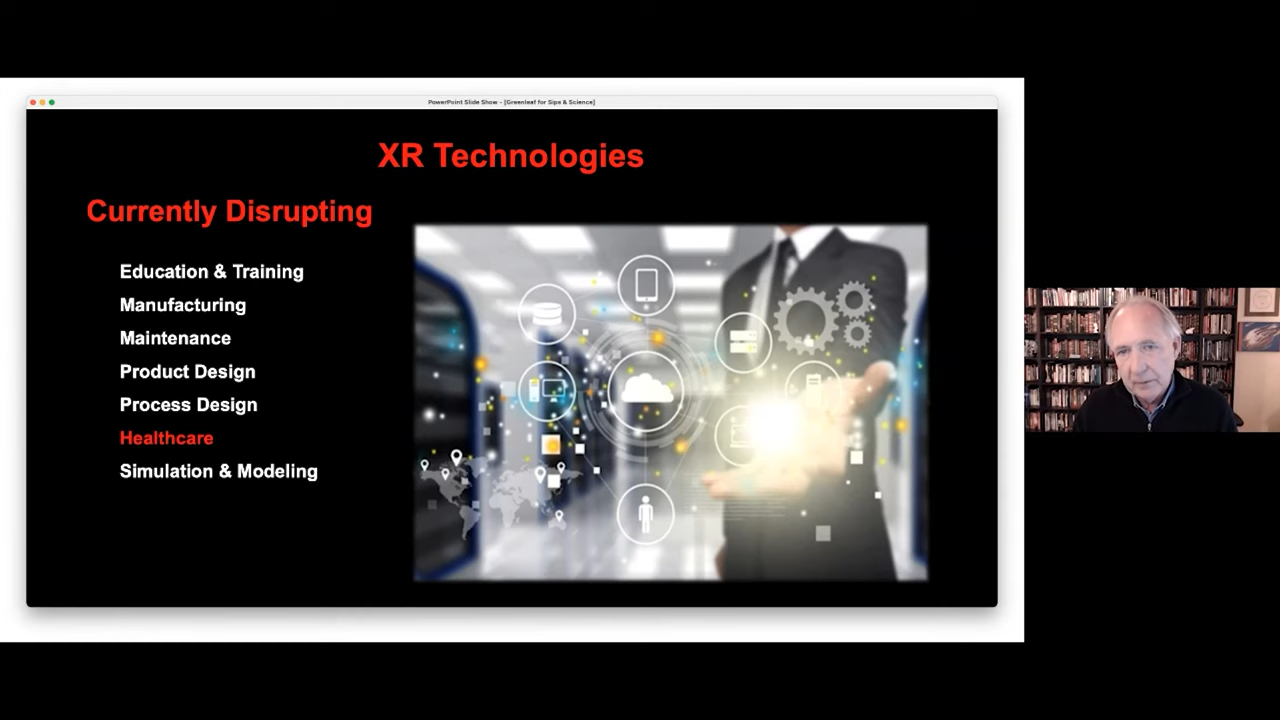 PowerPoint Slide Show - [Greenleaf for Sips & Science]
XR Technologies
Currently Disrupting
Education & Training
Manufacturing
Maintenance
Product Design
Process Design
Healthcare
Simulation & Modeling